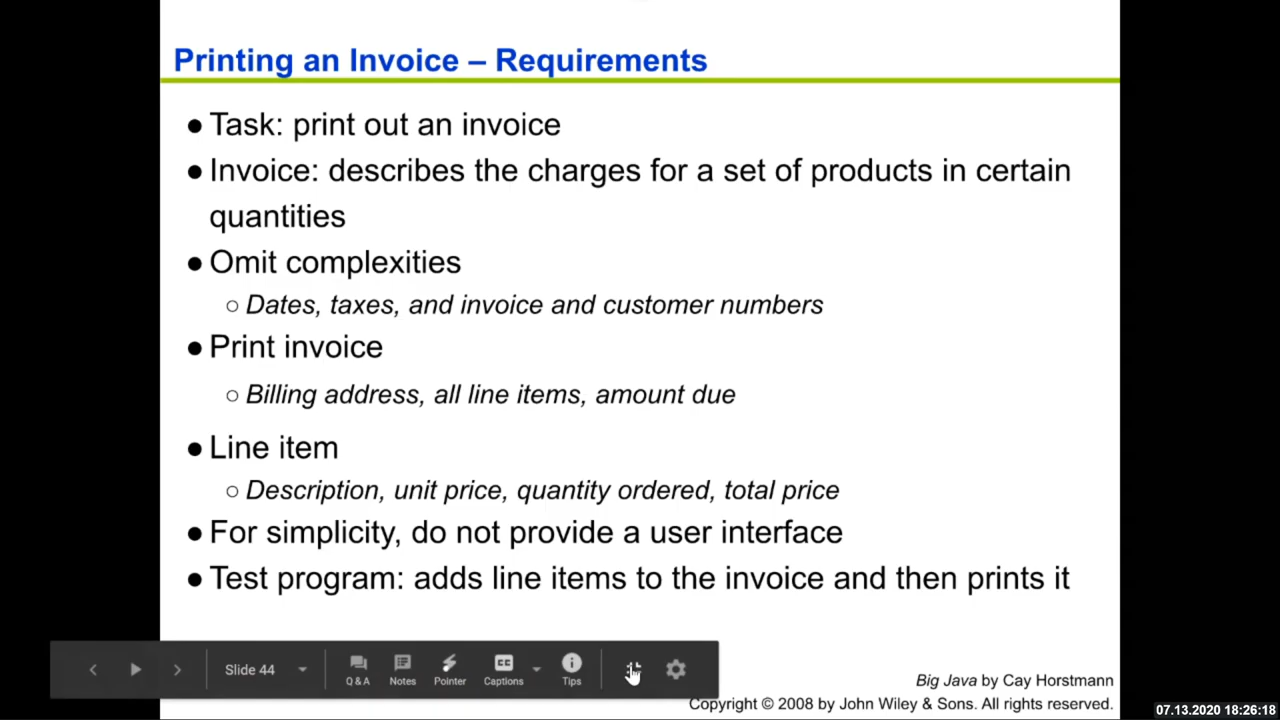 Printing an Invoice – Requirements
● Task: print out an invoice
● Invoice: describes the charges for a set of products in certain
quantities
● Omit complexities
○ Dates, taxes, and invoice and customer numbers
● Print invoice
○ Billing address, all line items, amount due
● Line item
○ Description, unit price, quantity ordered, total price
● For simplicity, do not provide a user interface
● Test program: adds line items to the invoice and then prints it
Slide 44
Q & A Notes Pointer Captions Tips
CC
Big Java by Cay Horstmann
Copyright © 2008 by John Wiley & Sons. All rights reserved.
07.13.2020 18:26:18